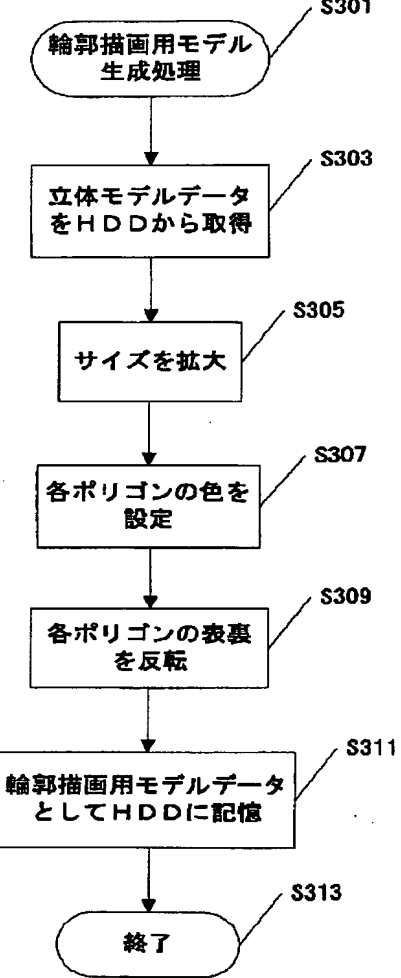 S301
輪郭描画用モデル
生成処理
S303
立体モデルデータ
をHDDから取得
S305
サイズを拡大
S307
各ポリゴンの色を
設定
S309
各ポリゴンの表裏
を反転
S311
輪郭描画用モデルデータ
としてHDDに記憶
S313
終了